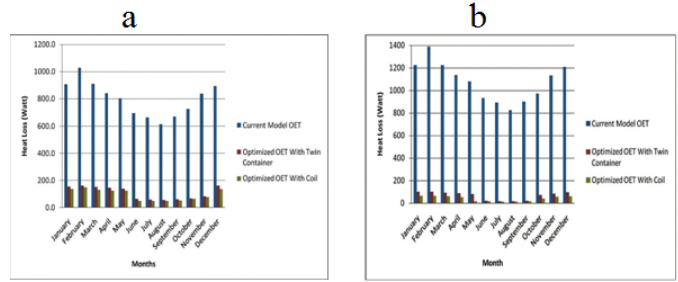 a
1200.0
1000.0
800.0
600.0
400.0
200.0
0.0
Heat Loss (Watt)
January
February
March
April
May
June
July
August
September
October
November
December
Months
Current Model OET
Optimized OET With Twin
Container
Optimized OET With Coil
b
1400
1200
1000
800
600
400
200
0
Heat Loss (Watt)
January
February
March
April
May
June
July
August
September
October
November
December
Month
Current Model OET
Optimized OET With Twin
Container
Optimized OET With Coil